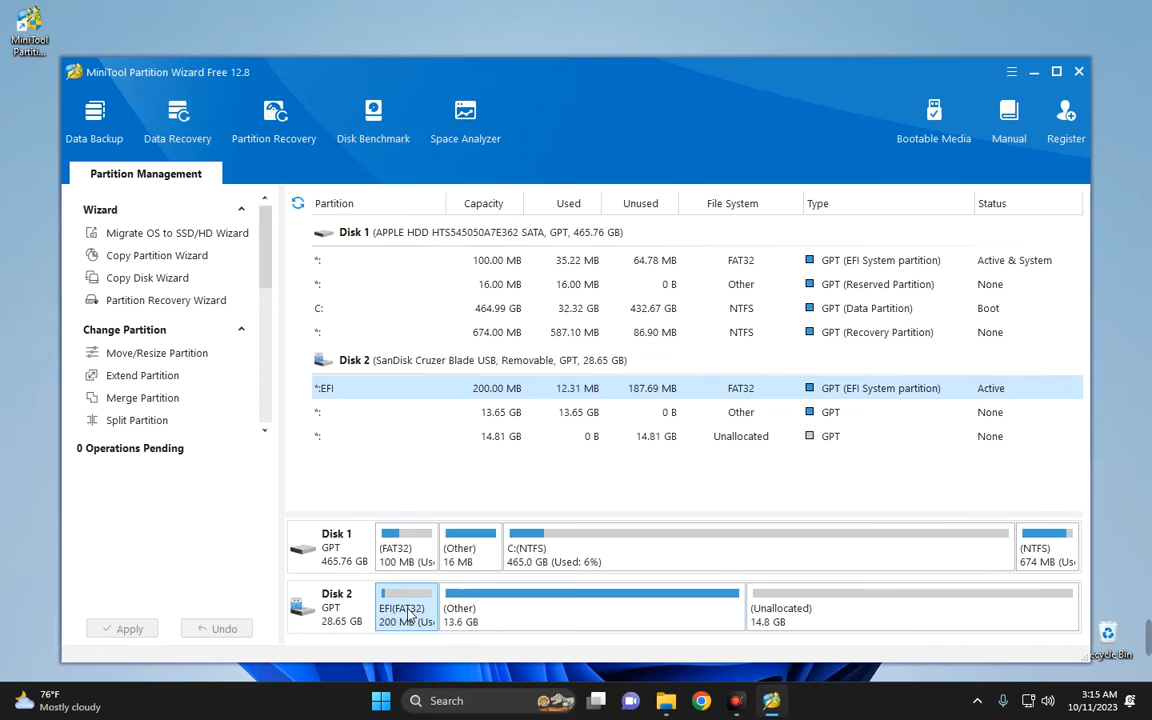 MiniTool
Partiti...
MiniTool Partition Wizard Free 12.8
Data Backup
Data Recovery
Partition Recovery
Disk Benchmark
Space Analyzer
Bootable Media
Manual
Register
Partition Management
Wizard
Migrate OS to SSD/HD Wizard
Copy Partition Wizard
Copy Disk Wizard
Partition Recovery Wizard
Change Partition
Move/Resize Partition
Extend Partition
Merge Partition
Split Partition
0 Operations Pending
Apply
Undo
Partition Capacity Used Unused File System Type Status
Disk 1 (APPLE HDD HTS545050A7E362 SATA, GPT, 465.76 GB)
*: 100.00 MB 35.22 MB 64.78 MB FAT32 GPT (EFI System partition) Active & System
*: 16.00 MB 16.00 MB 0 B Other GPT (Reserved Partition) None
C: 464.99 GB 32.32 GB 432.67 GB NTFS GPT (Data Partition) Boot
*: 674.00 MB 587.10 MB 86.90 MB NTFS GPT (Recovery Partition) None
Disk 2 (SanDisk Cruzer Blade USB, Removable, GPT, 28.65 GB)
*:EFI 200.00 MB 12.31 MB 187.69 MB FAT32 GPT (EFI System partition) Active
*: 13.65 GB 13.65 GB 0 B Other GPT None
*: 14.81 GB 0 B 14.81 GB Unallocated GPT None
Disk 1
GPT
465.76 GB
(FAT32)
100 MB (Us
(Other)
16 MB
C:(NTFS)
465.0 GB (Used: 6%)
(NTFS)
674 MB (Us
Disk 2
GPT
28.65 GB
EFI(FAT32)
200 MB (Us
(Other)
13.6 GB
(Unallocated)
14.8 GB
ecycle Bin
76°F
Mostly cloudy
Search
3:15 AM
10/11/2023